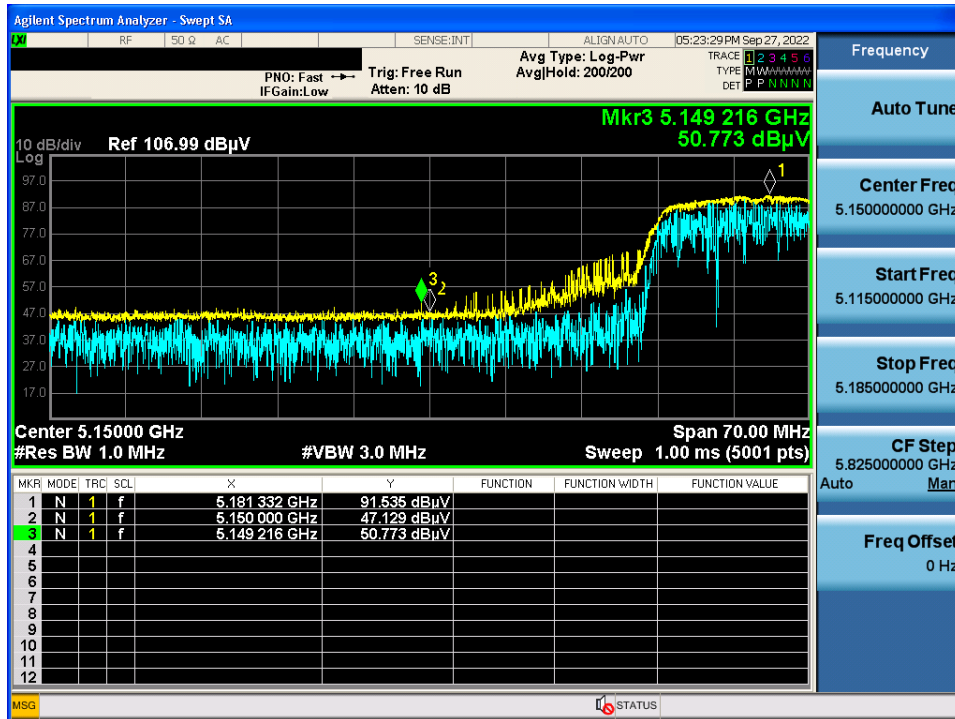 Agilent Spectrum Analyzer - Swept SA
LXI RF 50 Ω AC SENSE:INT ALIGN AUTO 05:23:29 PM Sep 27, 2022
PNO: Fast Trig: Free Run Avg Type: Log-Pwr TRACE 1 2 3 4 5 6
IFGain:Low Atten: 10 dB Avg|Hold: 200/200 TYPE M W W W W W
DET P P N N N N
Mkr3 5.149 216 GHz
50.773 dBµV
10 dB/div Ref 106.99 dBµV
Log
97.0
87.0
77.0
67.0
57.0
47.0
37.0
27.0
17.0
1
3
2
Center 5.15000 GHz Span 70.00 MHz
#Res BW 1.0 MHz #VBW 3.0 MHz Sweep 1.00 ms (5001 pts)
MKR MODE TRC SCL X Y FUNCTION FUNCTION WIDTH FUNCTION VALUE
1 N 1 f 5.181 332 GHz 91.535 dBµV
2 N 1 f 5.150 000 GHz 47.129 dBµV
3 N 1 f 5.149 216 GHz 50.773 dBµV
4
5
6
7
8
9
10
11
12
MSG STATUS
Frequency
Auto Tune
Center Freq
5.150000000 GHz
Start Freq
5.115000000 GHz
Stop Freq
5.185000000 GHz
CF Step
5.825000000 GHz
Auto Man
Freq Offset
0 Hz